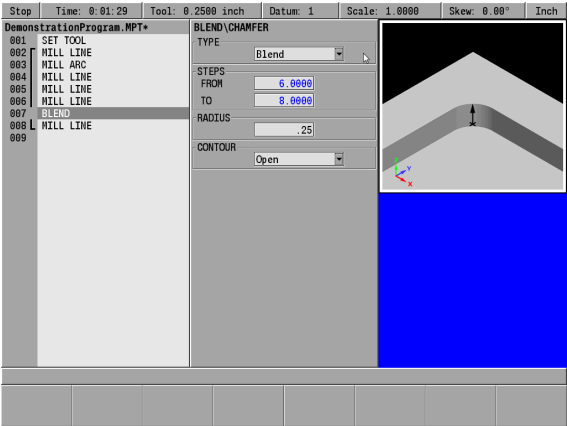 Stop Time: 0:01:29 Tool: 0.2500 inch Datum: 1 Scale: 1.0000 Skew: 0.00° Inch
DemonstrationProgram.MPT*
001 SET TOOL
002 MILL LINE
003 MILL ARC
004 MILL LINE
005 MILL LINE
006 MILL LINE
007 BLEND
008 MILL LINE
009
BLEND\CHAMFER
TYPE
Blend
STEPS
FROM 6.0000
TO 8.0000
RADIUS
.25
CONTOUR
Open
Z
Y
X